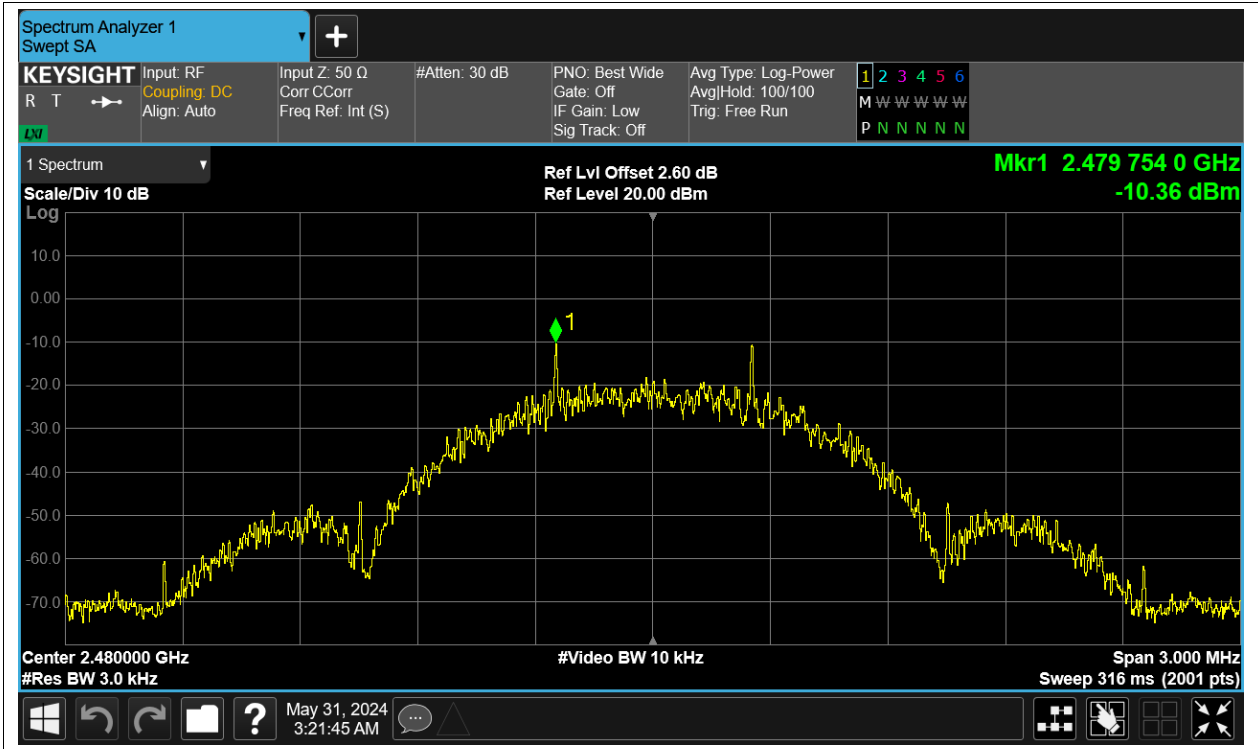 Spectrum Analyzer 1
Swept SA
+
KEYSIGHT
R T
LXI
Input: RF
Coupling: DC
Align: Auto
Input Z: 50 Ω
Corr CCorr
Freq Ref: Int (S)
#Atten: 30 dB
PNO: Best Wide
Gate: Off
IF Gain: Low
Sig Track: Off
Avg Type: Log-Power
Avg|Hold: 100/100
Trig: Free Run
1 2 3 4 5 6
M W W W W W
P N N N N N
1 Spectrum
Scale/Div 10 dB
Log
Ref Lvl Offset 2.60 dB
Ref Level 20.00 dBm
Mkr1 2.479 754 0 GHz
-10.36 dBm
10.0
0.00
1
-10.0
-20.0
-30.0
-40.0
-50.0
-60.0
-70.0
Center 2.480000 GHz
#Res BW 3.0 kHz
#Video BW 10 kHz
Span 3.000 MHz
Sweep 316 ms (2001 pts)
?
May 31, 2024
3:21:45 AM